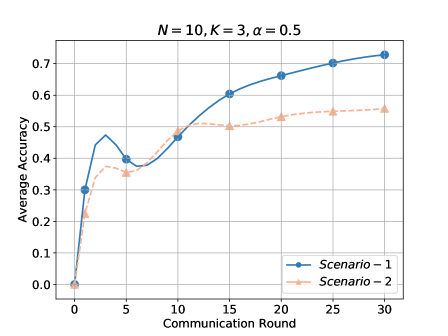 N = 10, K = 3, α = 0.5
Average Accuracy
0.7
0.6
0.5
0.4
0.3
0.2
0.1
0.0
Scenario − 1
Scenario − 2
0 5 10 15 20 25 30
Communication Round